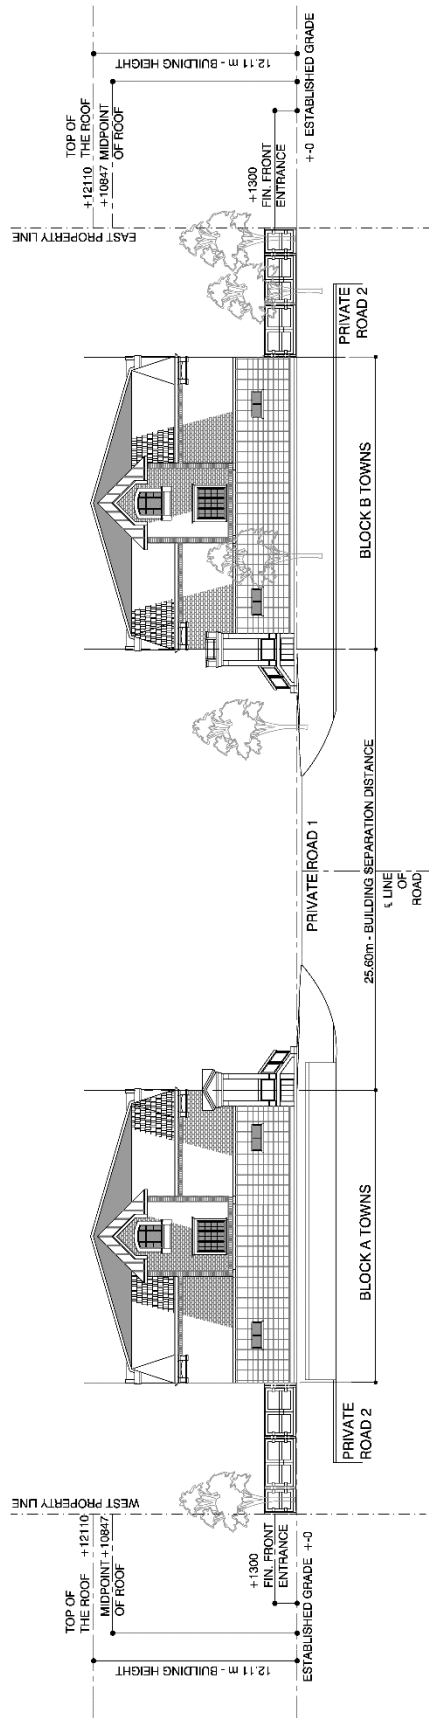 WEST PROPERTY LINE
TOP OF
THE ROOF +12110
MIDPOINT +10847
OF ROOF
12.11 m - BUILDING HEIGHT
+1300
FIN. FRONT
ENTRANCE
ESTABLISHED GRADE +-0
PRIVATE
ROAD 2
BLOCK A TOWNS
PRIVATE ROAD 1
25.60m - BUILDING SEPARATION DISTANCE
℄ LINE
OF
ROAD
BLOCK B TOWNS
PRIVATE
ROAD 2
EAST PROPERTY LINE
TOP OF
+12110 THE ROOF
+10847 MIDPOINT
OF ROOF
12.11 m - BUILDING HEIGHT
+1300
FIN. FRONT
ENTRANCE
+-0 ESTABLISHED GRADE